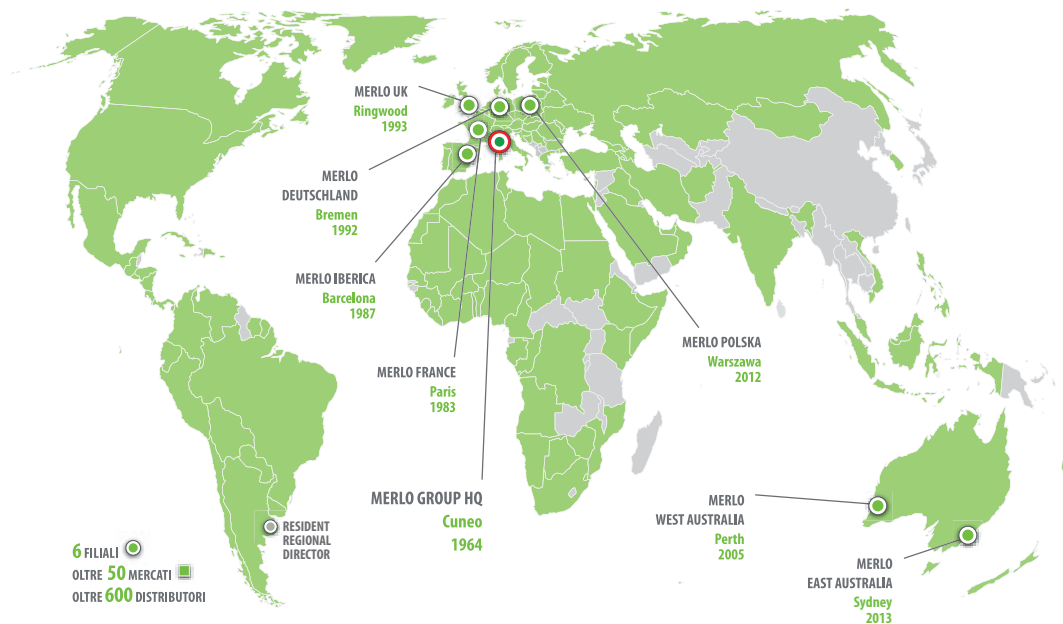 MERLO UK
Ringwood
1993
MERLO
DEUTSCHLAND
Bremen
1992
MERLO IBERICA
Barcelona
1987
MERLO FRANCE
Paris
1983
MERLO GROUP HQ
Cuneo
1964
MERLO POLSKA
Warszawa
2012
MERLO
WEST AUSTRALIA
Perth
2005
MERLO
EAST AUSTRALIA
Sydney
2013
RESIDENT
REGIONAL
DIRECTOR
6 FILIALI
OLTRE 50 MERCATI
OLTRE 600 DISTRIBUTORI